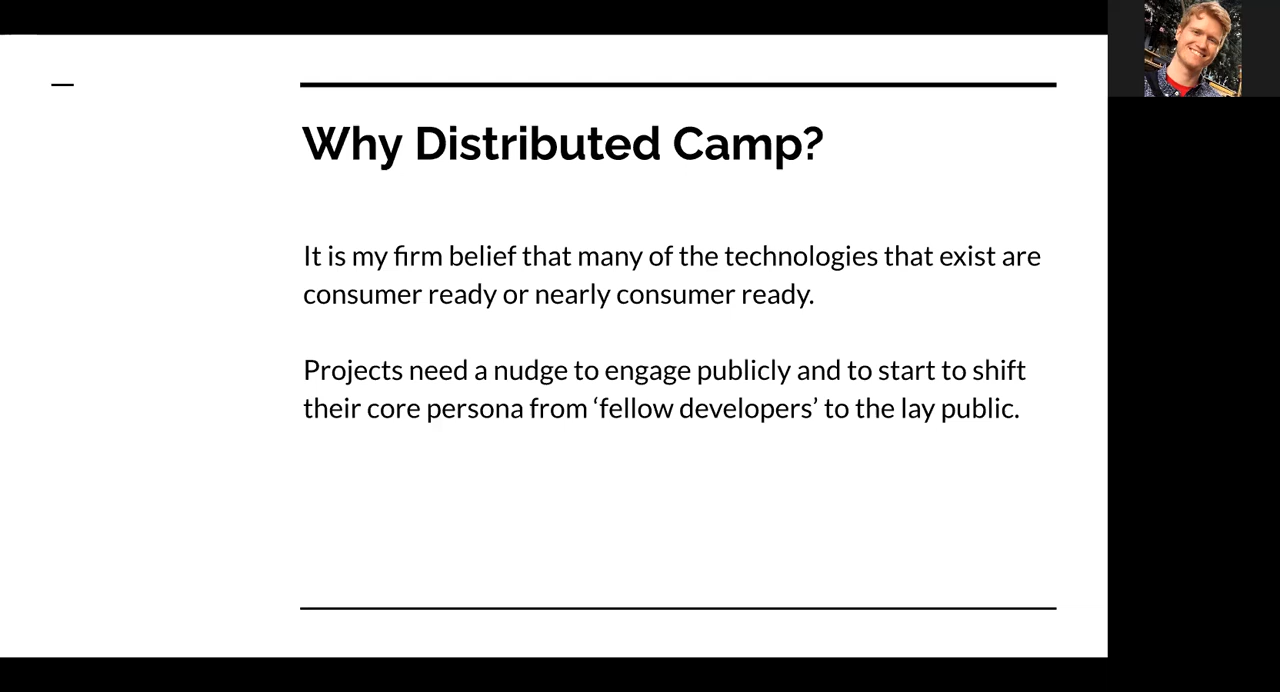 Why Distributed Camp?
It is my firm belief that many of the technologies that exist are
consumer ready or nearly consumer ready.
Projects need a nudge to engage publicly and to start to shift
their core persona from ‘fellow developers’ to the lay public.